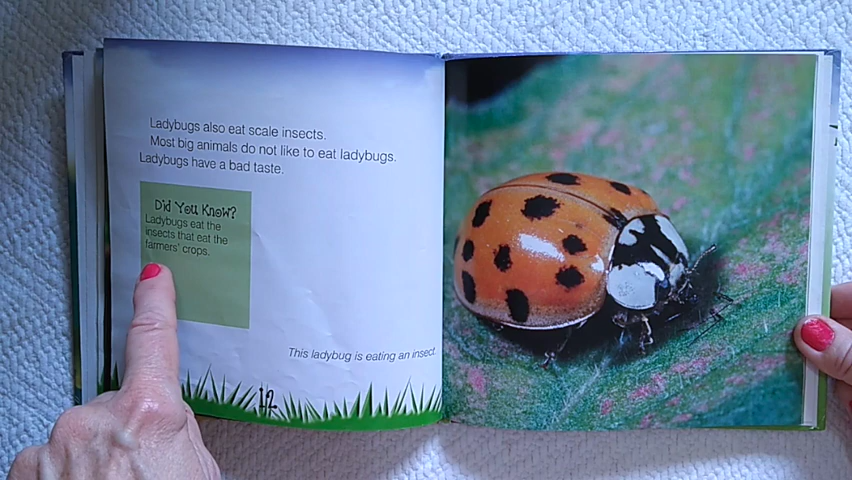 Ladybugs also eat scale insects.
Most big animals do not like to eat ladybugs.
Ladybugs have a bad taste.
Did You Know?
Ladybugs eat the
insects that eat the
farmers' crops.
This ladybug is eating an insect.
12